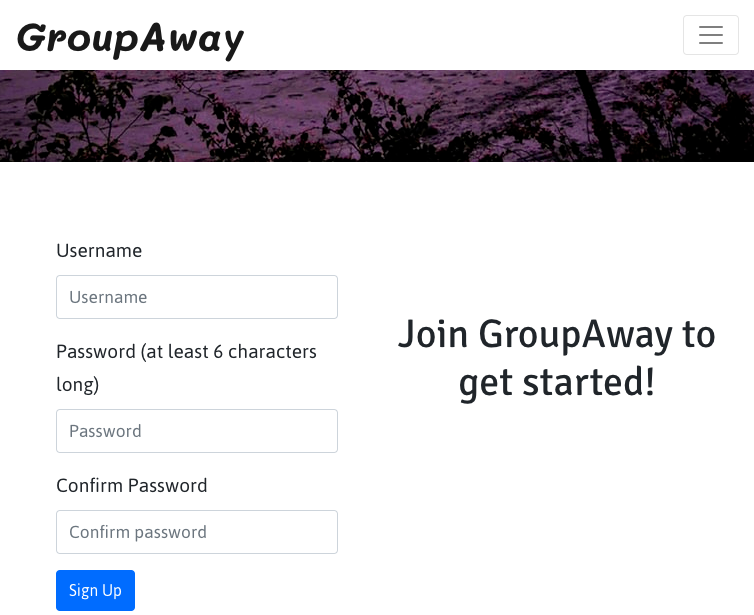 GroupAway
Username
Username
Password (at least 6 characters
long)
Password
Confirm Password
Confirm password
Sign Up
Join GroupAway to
get started!